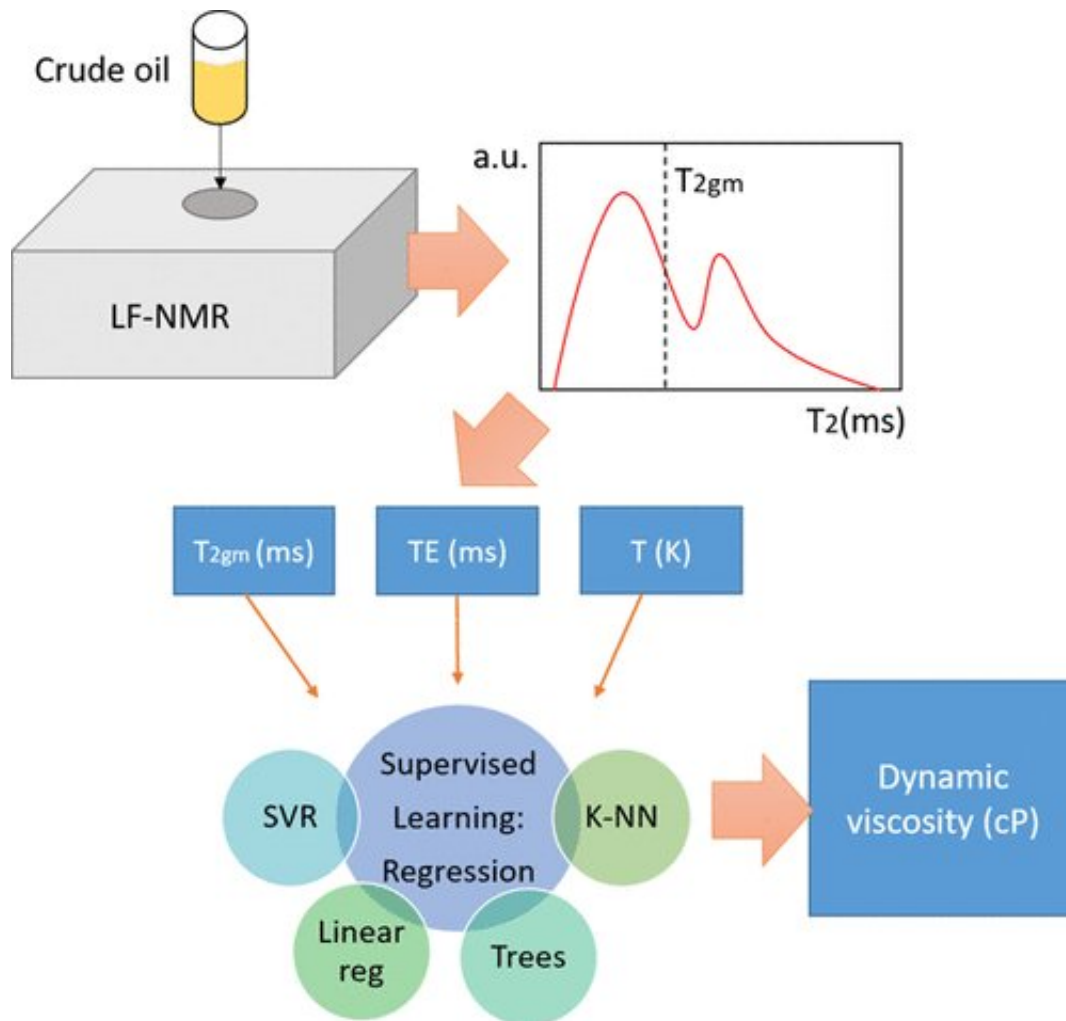 Crude oil
LF-NMR
a.u.
T2gm
T2(ms)
T2gm (ms)
TE (ms)
T (K)
Supervised
Learning:
Regression
SVR
K-NN
Linear
reg
Trees
Dynamic
viscosity (cP)